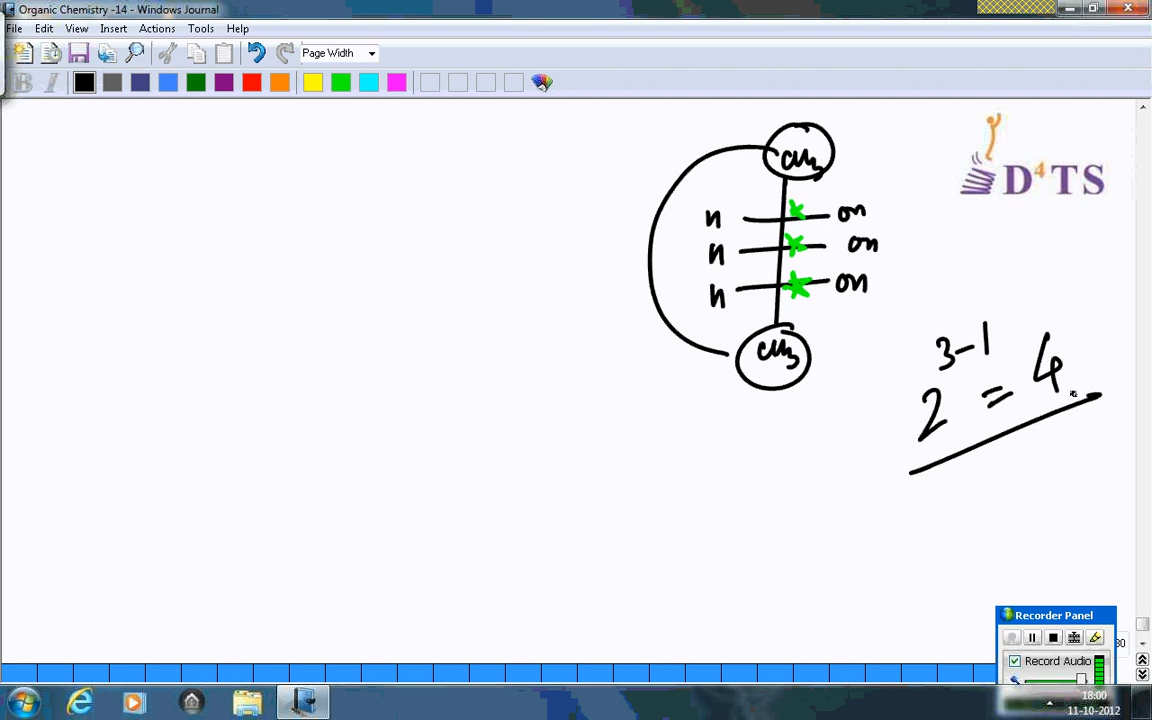 Organic Chemistry -14 - Windows Journal
File Edit View Insert Actions Tools Help
Page Width
B I
CH3
H OH
H OH
H OH
CH3
D4TS
2^3-1 = 4
Recorder Panel
Record Audio
30
18:00
11-10-2012